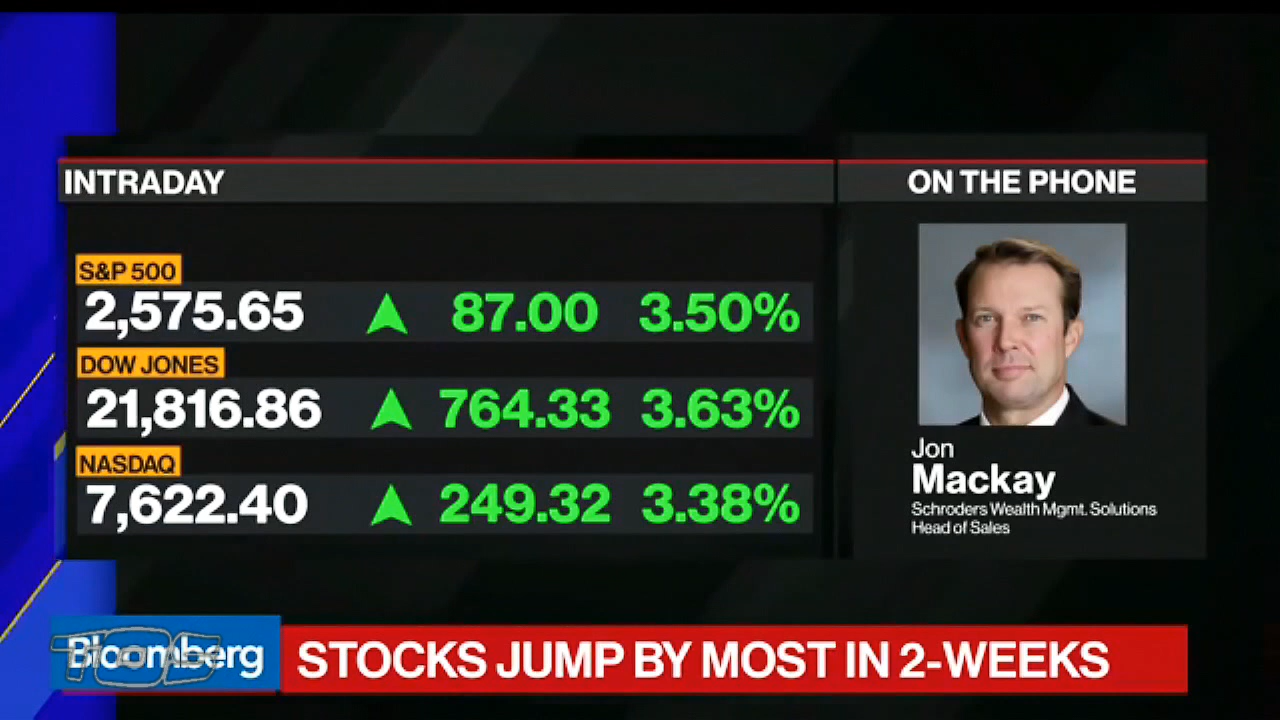 INTRADAY
S&P 500
2,575.65 ▲ 87.00 3.50%
DOW JONES
21,816.86 ▲ 764.33 3.63%
NASDAQ
7,622.40 ▲ 249.32 3.38%
ON THE PHONE
Jon
Mackay
Schroders Wealth Mgmt. Solutions
Head of Sales
Bloomberg
STOCKS JUMP BY MOST IN 2-WEEKS